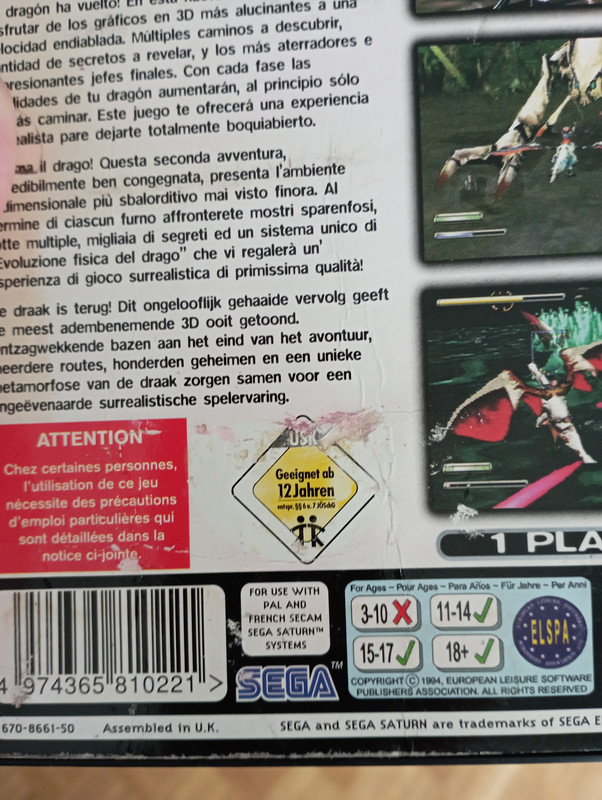 dragón ha vuelto! En
sfrutar de los gráficos en 3D más alucinantes a una
locidad endiablada. Múltiples caminos a descubrir,
ntidad de secretos a revelar, y los más aterradores e
presionantes jefes finales. Con cada fase las
lidades de tu dragón aumentarán, al principio sólo
ás caminar. Este juego te ofrecerá una experiencia
ealista pare dejarte totalmente boquiabierto.
il drago! Questa seconda avventura,
edibilmente ben congegnata, presenta l'ambiente
dimensionale più sbalorditivo mai visto finora. Al
ermine di ciascun furno affronterete mostri sparenfosi,
otte multiple, migliaia di segreti ed un sistema unico di
Evoluzione fisica del drago" che vi regalerà un'
sperienza di gioco surrealistica di primissima qualità!
e draak is terug! Dit ongelooflijk gehaaide vervolg geeft
e meest adembenemende 3D ooit getoond.
ntzagwekkende bazen aan het eind van het avontuur,
eerdere routes, honderden geheimen en een unieke
etamorfose van de draak zorgen samen voor een
ngeëvenaarde surrealistische spelervaring.
ATTENTION
Chez certaines personnes,
l'utilisation de ce jeu
nécessite des précautions
d'emploi particulières qui
sont détaillées dans la
notice ci-jointe.
USK
Geeignet ab
12 Jahren
entspr. §§ 6 u. 7 JÖSchG
1 PLA
4 974365 810221 >
FOR USE WITH
PAL AND
FRENCH SECAM
SEGA SATURN™
SYSTEMS
SEGA™
For Ages – Pour Ages – Para Años – Für Jahre – Per Anni
3-10 11-14
15-17 18+
ELSPA
COPYRIGHT © 1994, EUROPEAN LEISURE SOFTWARE
PUBLISHERS ASSOCIATION. ALL RIGHTS RESERVED
670-8661-50 Assembled in U.K. SEGA and SEGA SATURN are trademarks of SEGA E